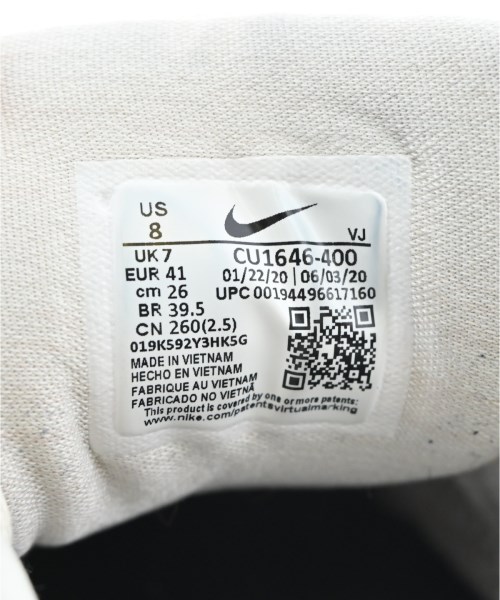 US
8
VJ
UK 7
EUR 41
cm 26
BR 39.5
CN 260(2.5)
019K592Y3HK5G
CU1646-400
01/22/20 | 06/03/20
UPC 00194496617160
MADE IN VIETNAM
HECHO EN VIETNAM
FABRIQUE AU VIETNAM
FABRICADO NO VIETNÃ
This product is covered by one or more patents:
www.nike.com/patentsvirtualmarking